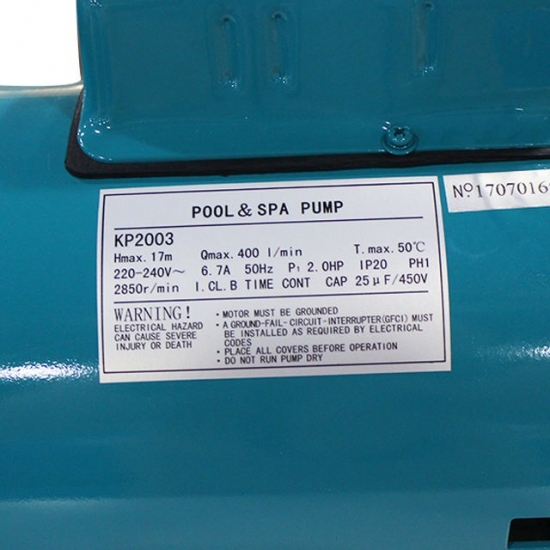 POOL & SPA PUMP
KP2003
Hmax. 17m Qmax. 400 l/min T. max. 50℃
220-240V~ 6.7A 50Hz P1 2.0HP IP20 PH1
2850r/min I. CL. B TIME CONT CAP 25μF/450V
WARNING!
ELECTRICAL HAZARD
CAN CAUSE SEVERE
INJURY OR DEATH
• MOTOR MUST BE GROUNDED
• A GROUND-FAIL-CIRCUIT-INTERRUPTER(GFCI) MUST
BE INSTALLED AS REQUIRED BY ELECTRICAL
CODES
• PLACE ALL COVERS BEFORE OPERATION
• DO NOT RUN PUMP DRY
Nº1707016